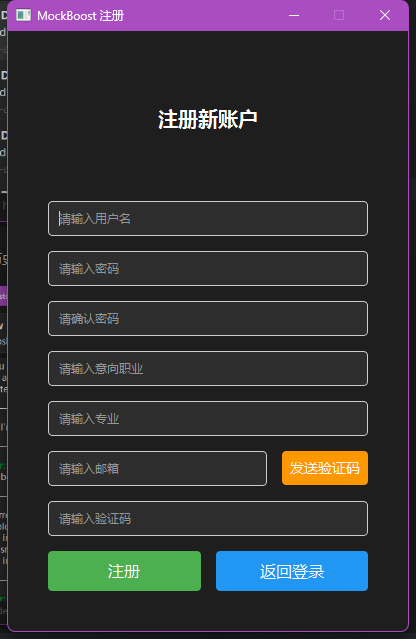 MockBoost 注册
注册新账户
请输入用户名
请输入密码
请确认密码
请输入意向职业
请输入专业
请输入邮箱
发送验证码
请输入验证码
注册
返回登录